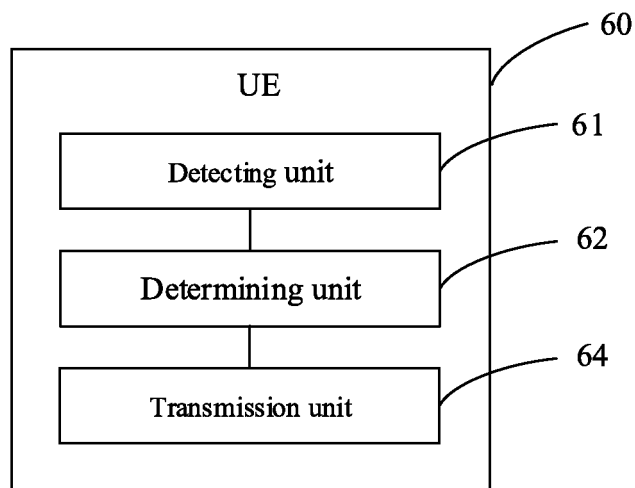 60
UE
61
Detecting unit
62
Determining unit
64
Transmission unit